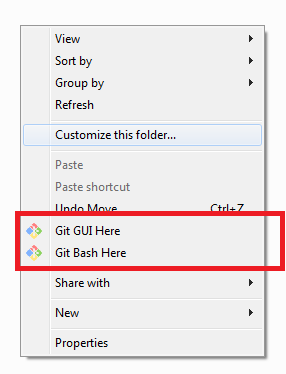 View
Sort by
Group by
Refresh
Customize this folder...
Paste
Paste shortcut
Undo Move Ctrl+Z
Git GUI Here
Git Bash Here
Share with
New
Properties